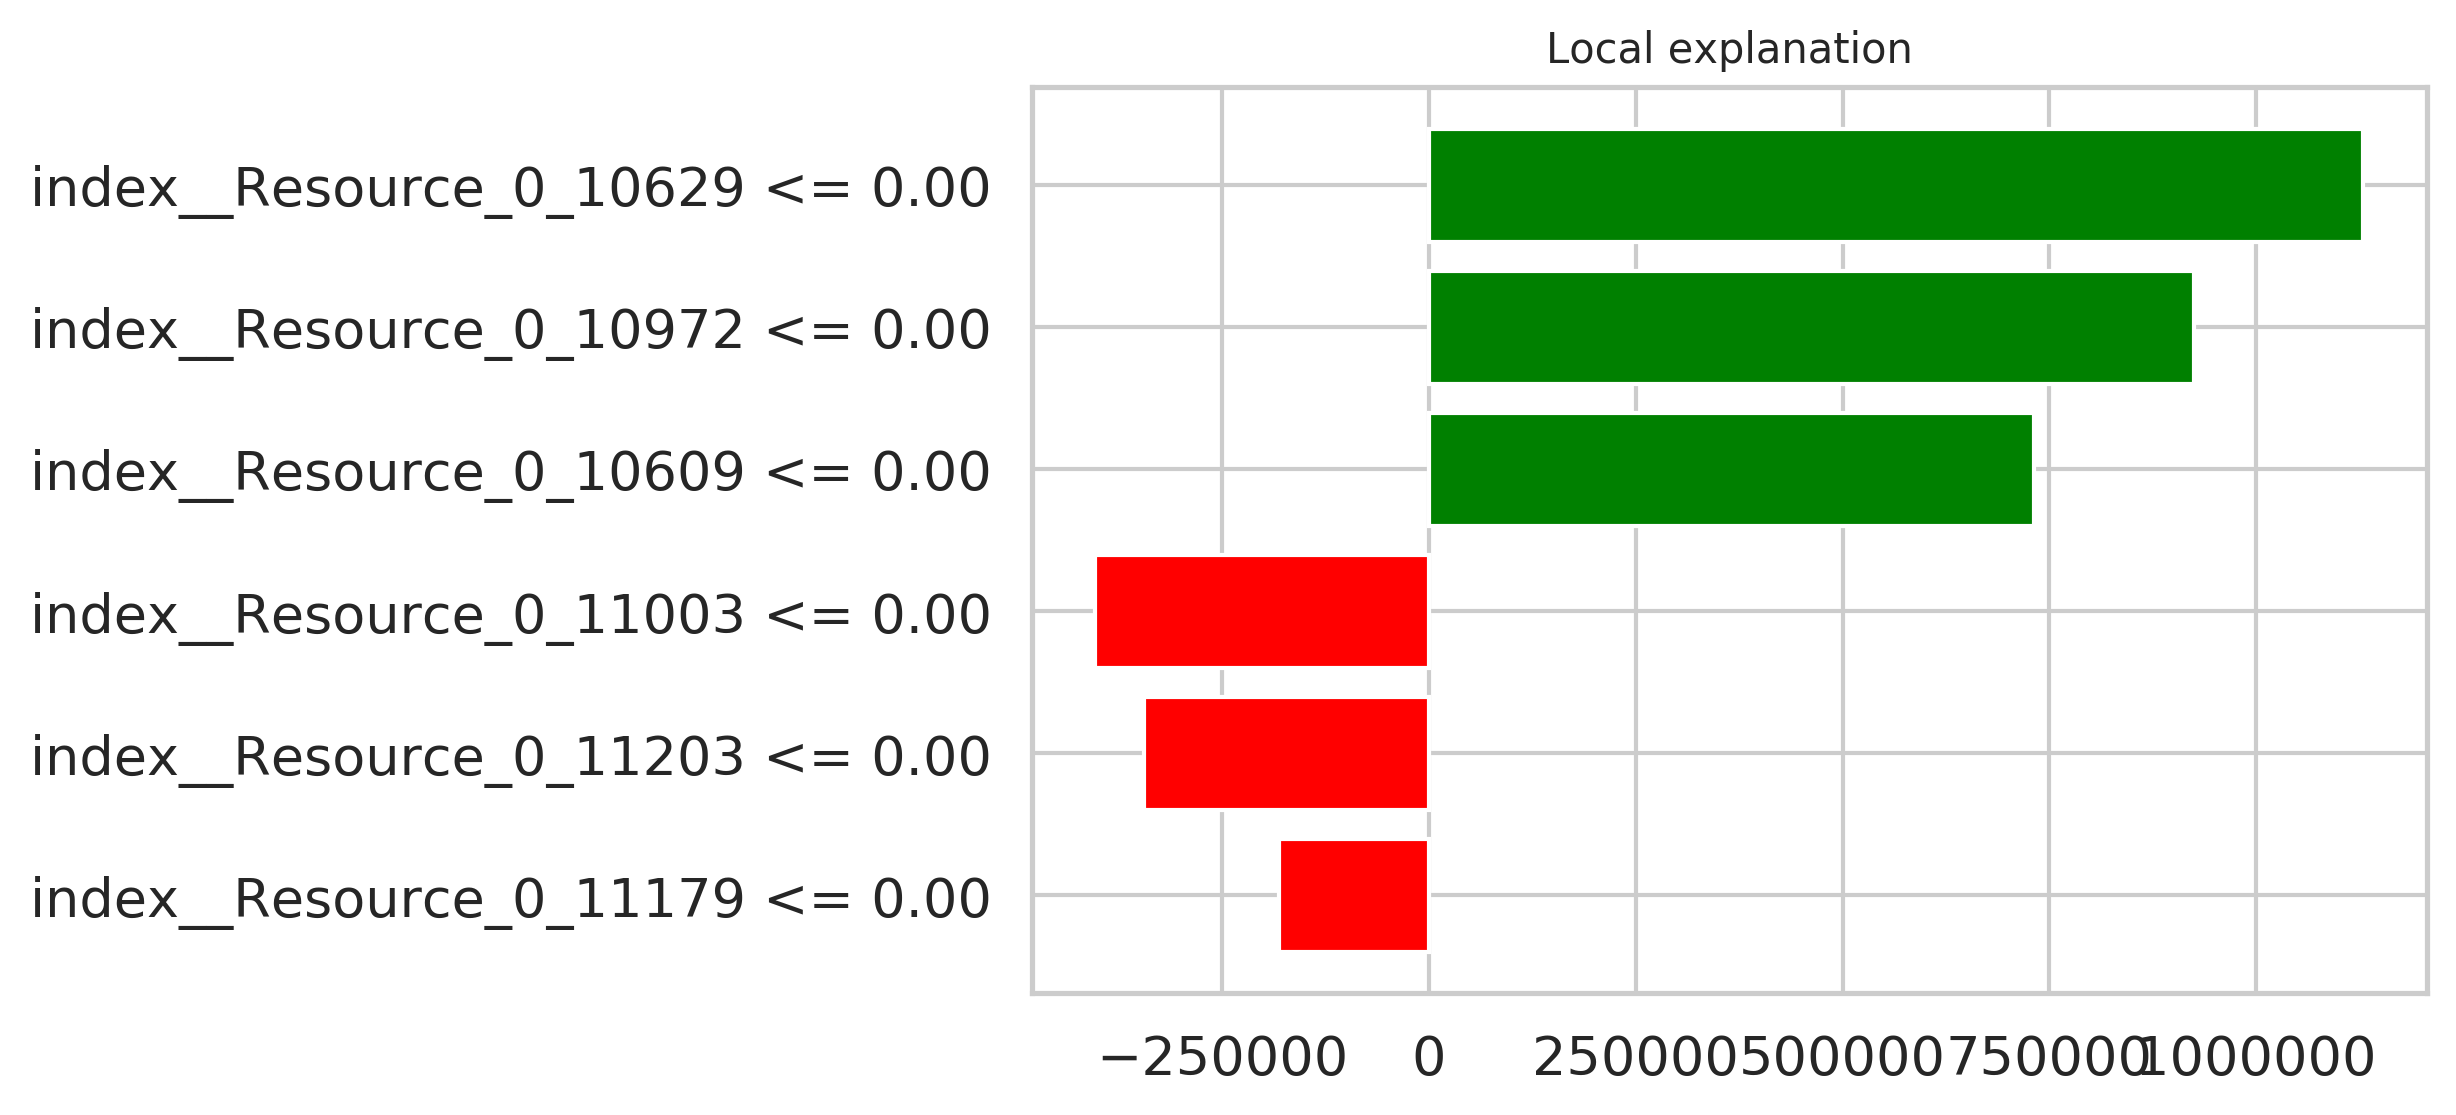 Local explanation
index__Resource_0_10629 <= 0.00
index__Resource_0_10972 <= 0.00
index__Resource_0_10609 <= 0.00
index__Resource_0_11003 <= 0.00
index__Resource_0_11203 <= 0.00
index__Resource_0_11179 <= 0.00
−250000 0 250000 500000 750000 1000000